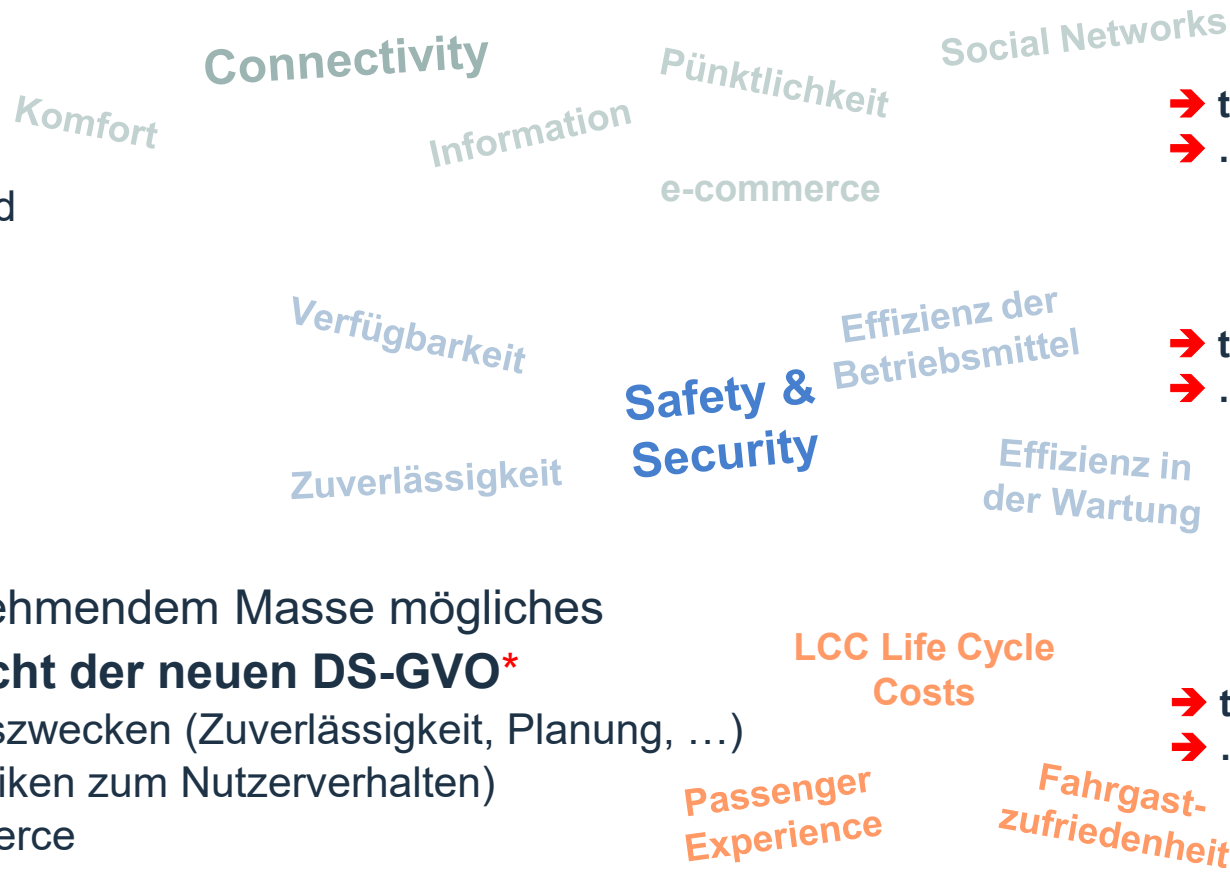 Connectivity
Pünktlichkeit
Social Networks
Komfort
Information
➔ t
➔ .
e-commerce
d
Verfügbarkeit
Effizienz der
Betriebsmittel
➔ t
➔ .
Safety &
Security
Zuverlässigkeit
Effizienz in
der Wartung
ehmendem Masse mögliches
cht der neuen DS-GVO*
szwecken (Zuverlässigkeit, Planung, …)
iken zum Nutzerverhalten)
erce
LCC Life Cycle
Costs
➔ t
➔ .
Passenger
Experience
Fahrgast-
zufriedenheit